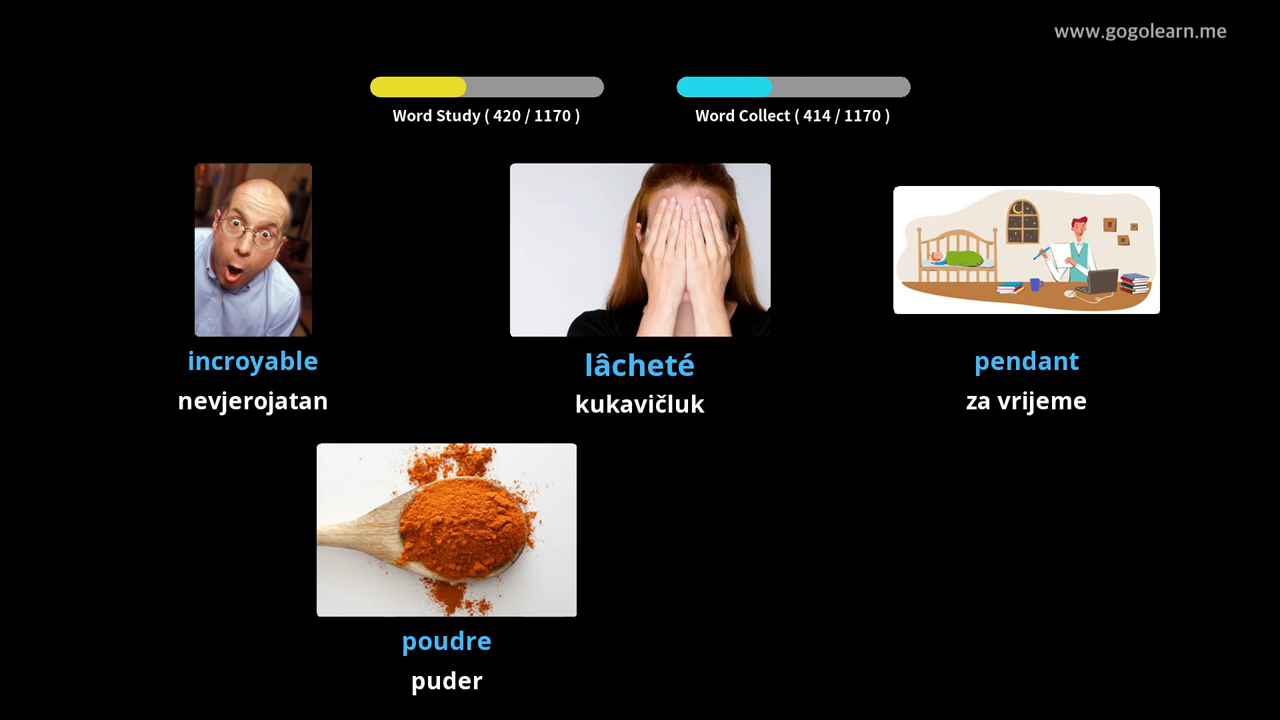 www.gogolearn.me
Word Study ( 420 / 1170 )
Word Collect ( 414 / 1170 )
incroyable
nevjerojatan
lâcheté
kukavičluk
pendant
za vrijeme
poudre
puder